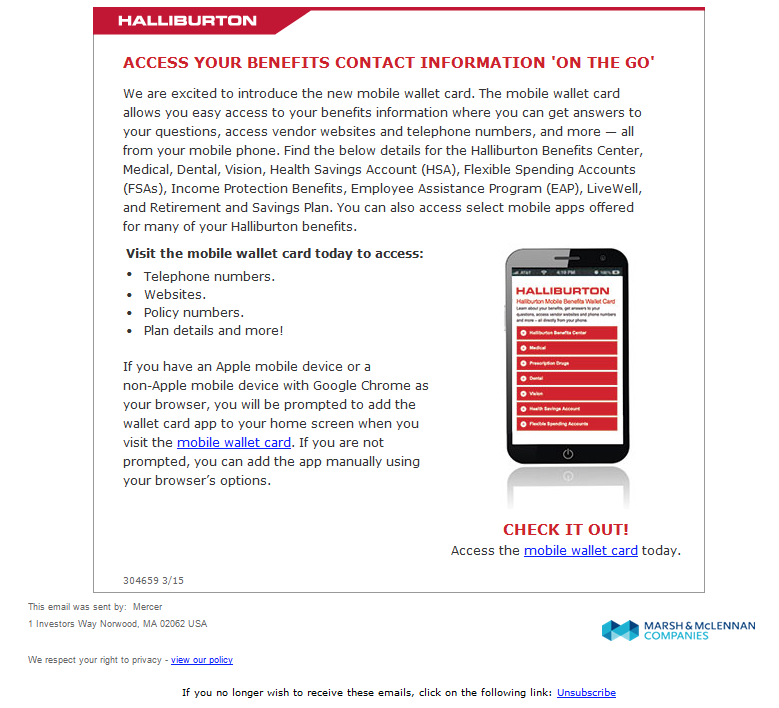 HALLIBURTON
ACCESS YOUR BENEFITS CONTACT INFORMATION 'ON THE GO'
We are excited to introduce the new mobile wallet card. The mobile wallet card
allows you easy access to your benefits information where you can get answers to
your questions, access vendor websites and telephone numbers, and more — all
from your mobile phone. Find the below details for the Halliburton Benefits Center,
Medical, Dental, Vision, Health Savings Account (HSA), Flexible Spending Accounts
(FSAs), Income Protection Benefits, Employee Assistance Program (EAP), LiveWell,
and Retirement and Savings Plan. You can also access select mobile apps offered
for many of your Halliburton benefits.
Visit the mobile wallet card today to access:
• Telephone numbers.
• Websites.
• Policy numbers.
• Plan details and more!
If you have an Apple mobile device or a
non-Apple mobile device with Google Chrome as
your browser, you will be prompted to add the
wallet card app to your home screen when you
visit the mobile wallet card. If you are not
prompted, you can add the app manually using
your browser's options.
AT&T 4:18 PM 100%
HALLIBURTON
Halliburton Mobile Benefits Wallet Card
Learn about your benefits, get answers to your
questions, access vendor websites and phone numbers
and more – all directly from your phone.
Halliburton Benefits Center
Medical
Prescription Drugs
Dental
Vision
Health Savings Account
Flexible Spending Accounts
CHECK IT OUT!
Access the mobile wallet card today.
304659 3/15
This email was sent by: Mercer
1 Investors Way Norwood, MA 02062 USA
MARSH & McLENNAN
COMPANIES
We respect your right to privacy - view our policy
If you no longer wish to receive these emails, click on the following link: Unsubscribe